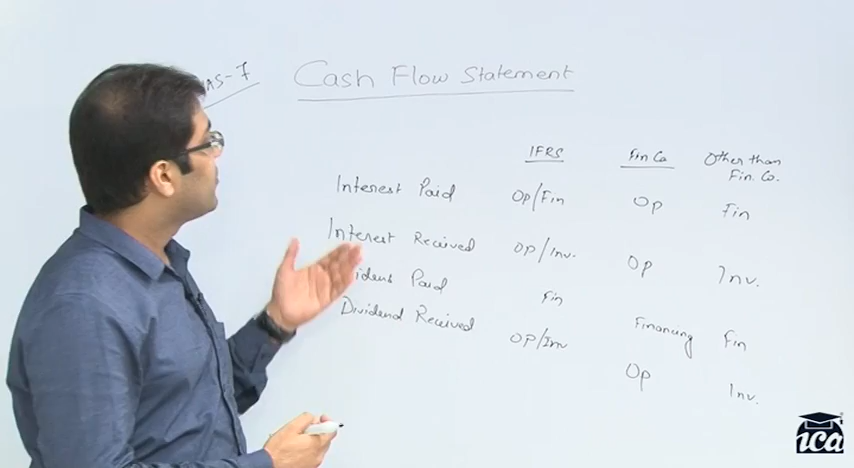 AS-7 Cash Flow Statement
IFRS Fin Co Other than Fin. Co.
Interest Paid Op/Fin Op Fin
Interest Received Op/Inv. Op Inv.
Paid Fin Financing Fin
Dividend Received Op/Inv Op Inv.
ica